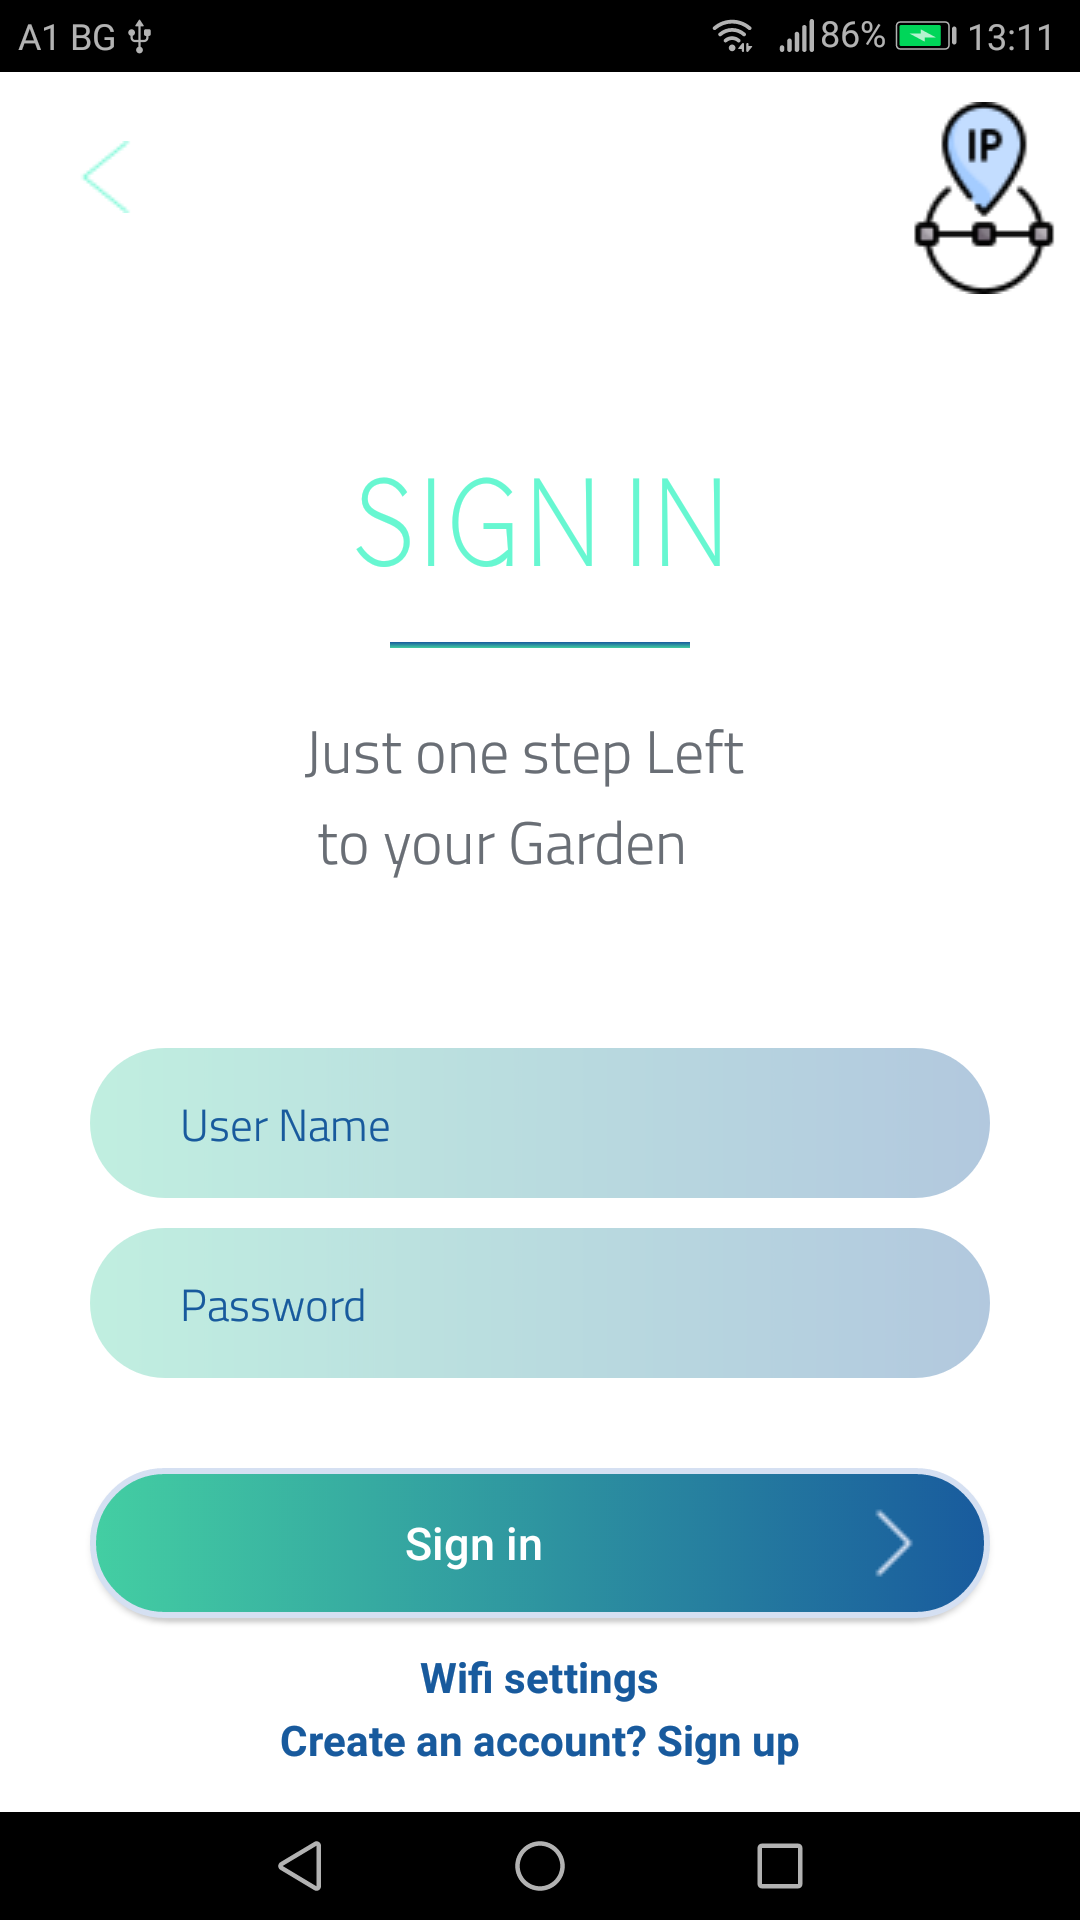 A1 BG 86% 13:11
IP
SIGN IN
Just one step Left
to your Garden
User Name
Password
Sign in
Wifi settings
Create an account? Sign up